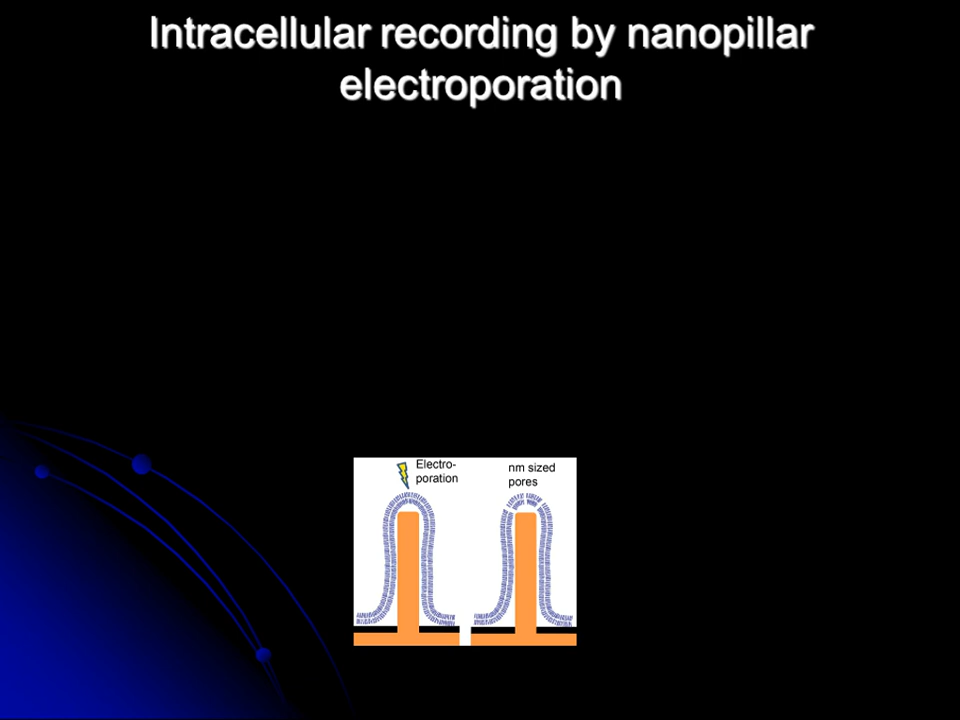 Intracellular recording by nanopillar
electroporation
Electro-
poration
nm sized
pores